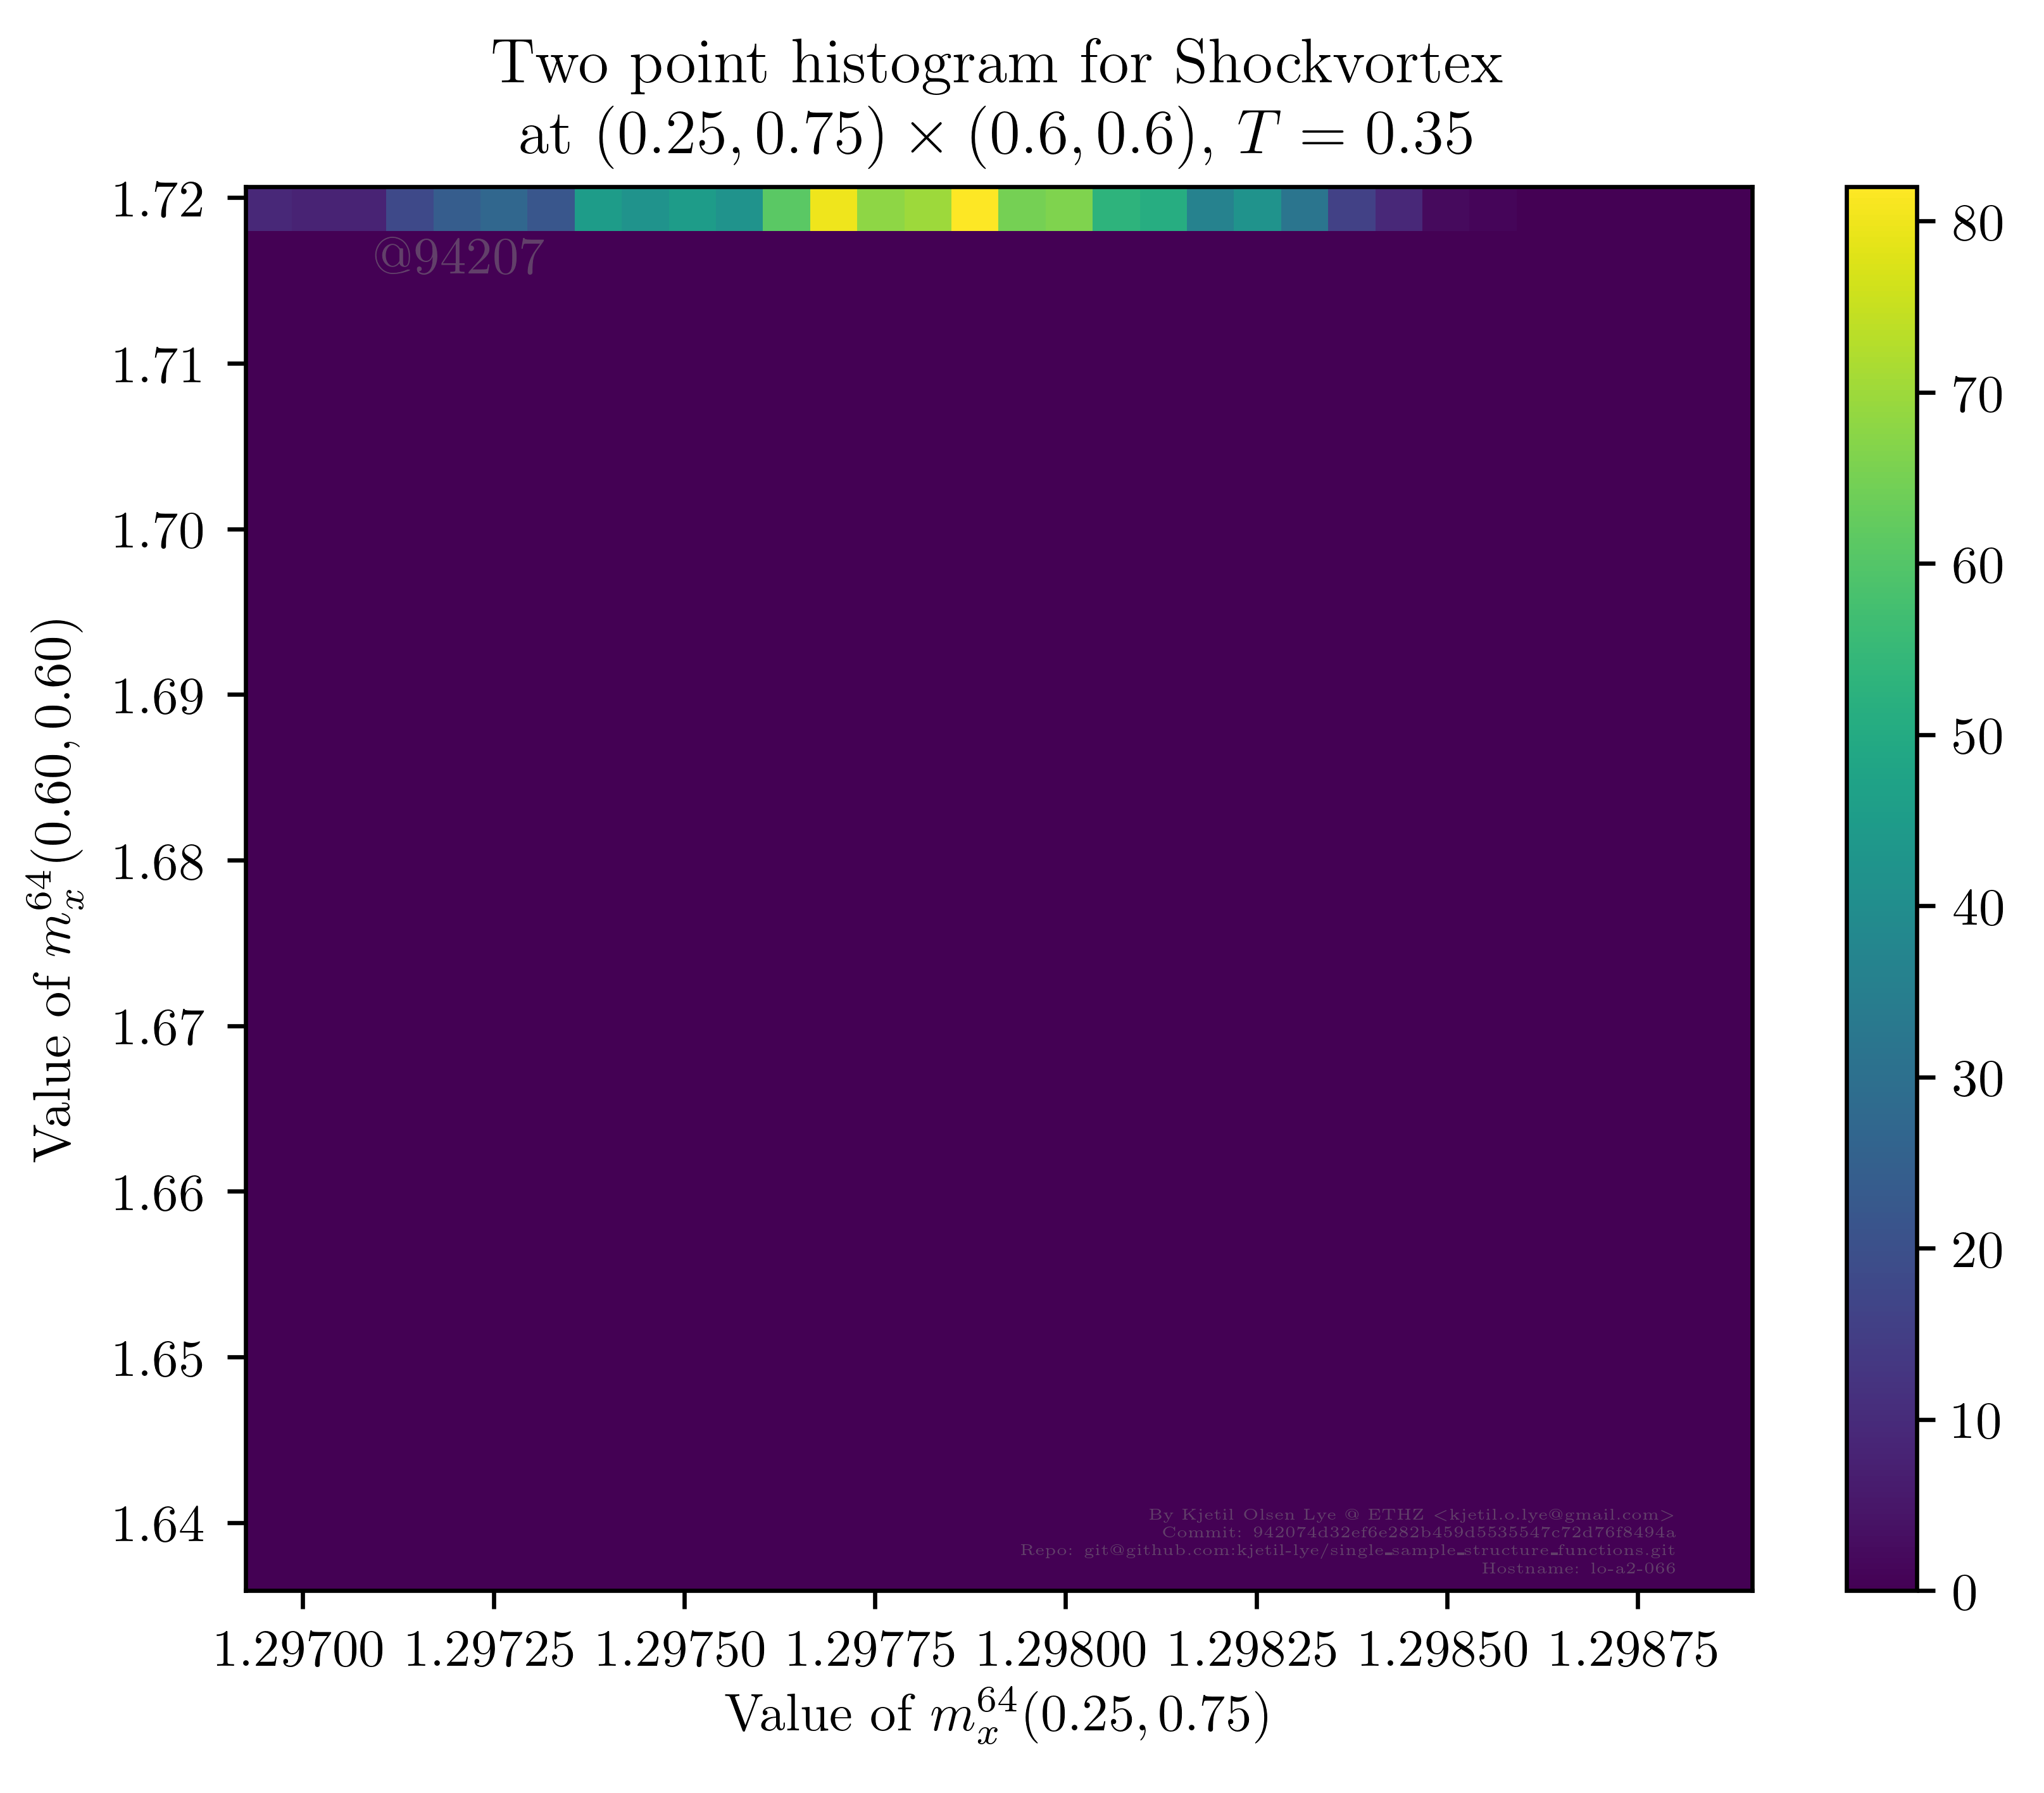 Two point histogram for Shockvortex
at (0.25, 0.75) × (0.6, 0.6), T = 0.35
1.72
1.71
1.70
1.69
1.68
1.67
1.66
1.65
1.64
Value of m_x^64(0.60, 0.60)
@94207
By Kjetil Olsen Lye @ ETHZ <kjetil.o.lye@gmail.com>
Commit: 942074d32ef6e282b459d5535547c72d76f8494a
Repo: git@github.com:kjetil-lye/single_sample_structure_functions.git
Hostname: lo-a2-066
1.29700 1.29725 1.29750 1.29775 1.29800 1.29825 1.29850 1.29875
Value of m_x^64(0.25, 0.75)
80
70
60
50
40
30
20
10
0